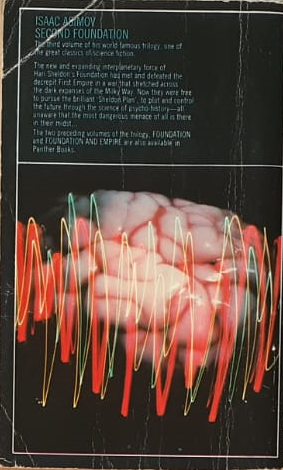 ISAAC ASIMOV
SECOND FOUNDATION
The third volume of his world famous trilogy, one of
the great classics of science fiction.
The new and expanding interplanetary force of
Hari Sheldon's Foundation has met and defeated the
decrepit First Empire in a war that stretched across
the dark expanses of the Milky Way. Now they were free
to pursue the brilliant 'Sheldon Plan', to plot and control
the future through the science of psycho-history—all
unaware that the most dangerous menace of all is there
in their midst...
The two preceding volumes of the trilogy, FOUNDATION
and FOUNDATION AND EMPIRE are also available in
Panther Books.